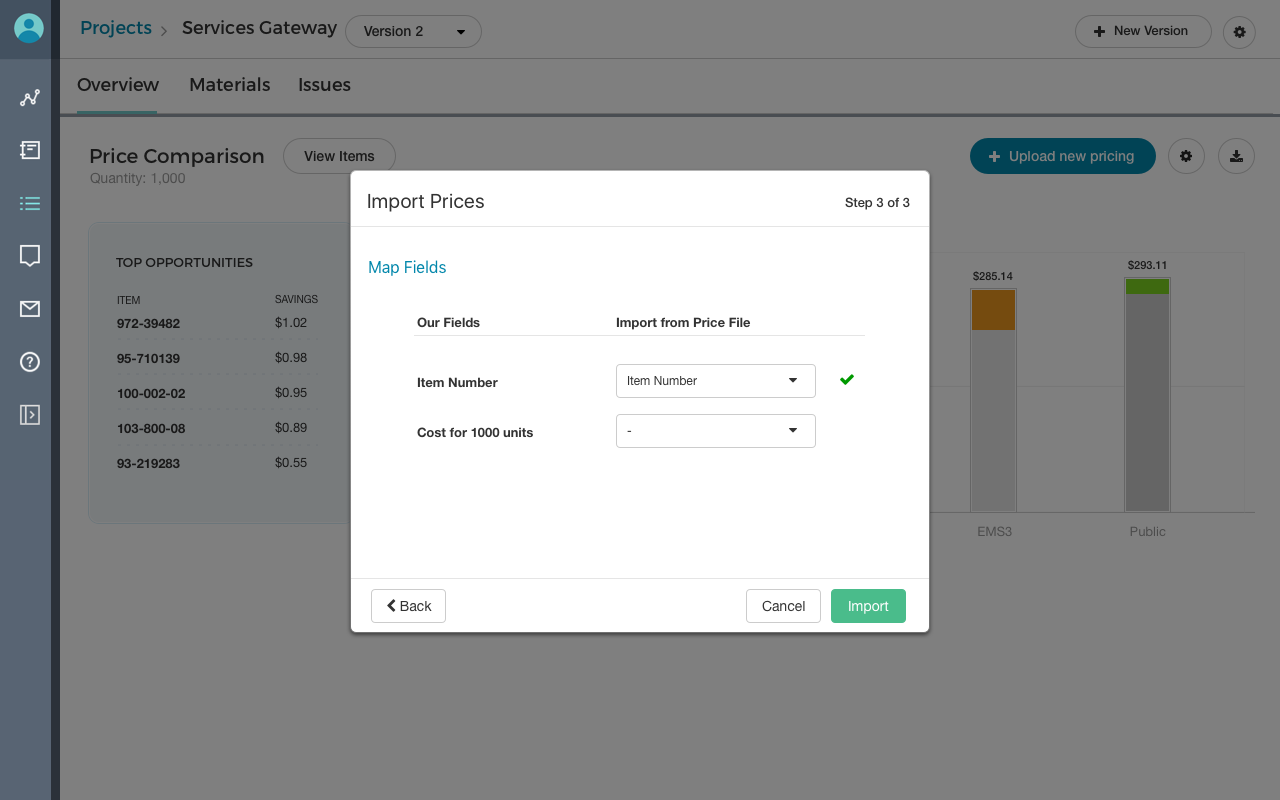 Projects > Services Gateway Version 2 + New Version
Overview Materials Issues
Price Comparison View Items + Upload new pricing
Quantity: 1,000
Import Prices Step 3 of 3
Map Fields
Our Fields Import from Price File
Item Number Item Number
Cost for 1000 units -
Back Cancel Import
TOP OPPORTUNITIES
ITEM SAVINGS
972-39482 $1.02
95-710139 $0.98
100-002-02 $0.95
103-800-08 $0.89
93-219283 $0.55
$285.14 $293.11
EMS3 Public